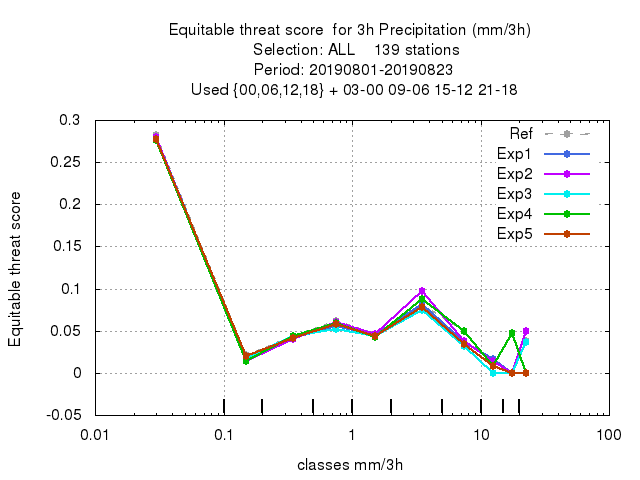 Equitable threat score  for 3h Precipitation (mm/3h)
Selection: ALL    139 stations
Period: 20190801-20190823
Used {00,06,12,18} + 03-00 09-06 15-12 21-18
Equitable threat score
0.3
0.25
0.2
0.15
0.1
0.05
0
-0.05
Ref
Exp1
Exp2
Exp3
Exp4
Exp5
0.01 0.1 1 10 100
classes mm/3h